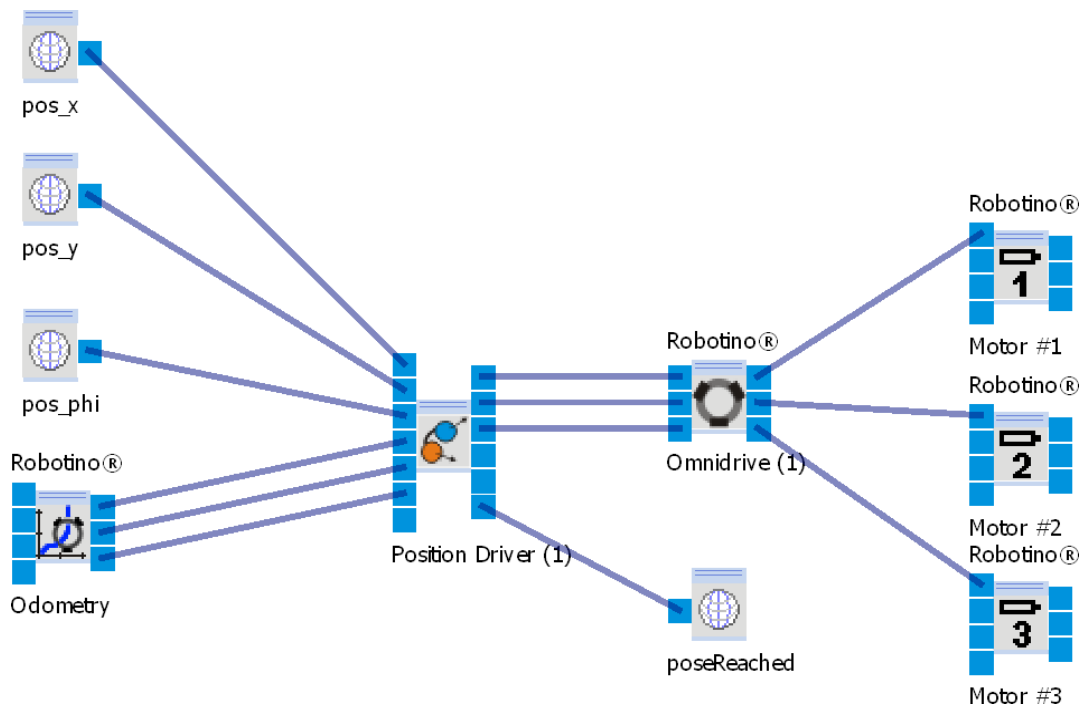 pos_x
pos_y
pos_phi
Robotino®
Odometry
Position Driver (1)
Robotino®
Omnidrive (1)
poseReached
Robotino®
1
Motor #1
Robotino®
2
Motor #2
Robotino®
3
Motor #3